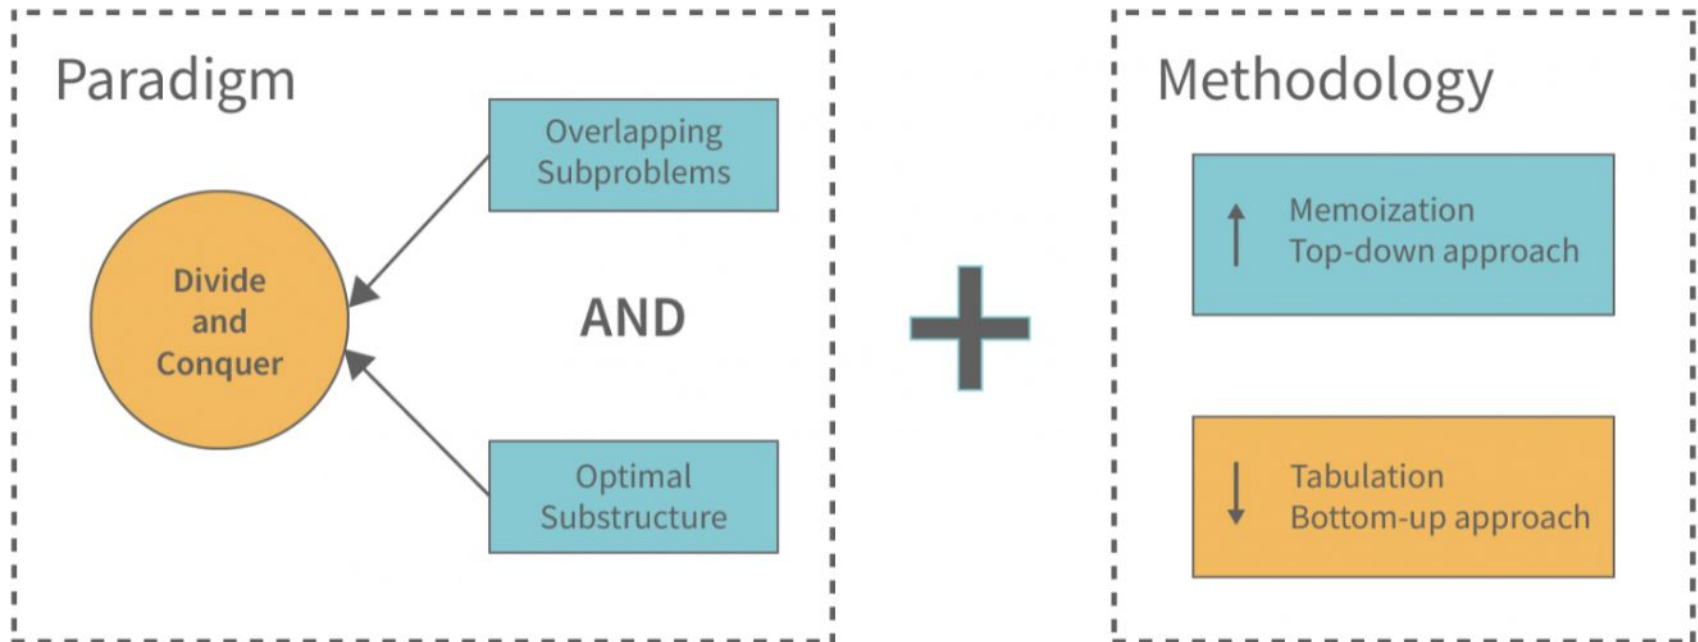 Paradigm
Overlapping
Subproblems
Divide
and
Conquer
AND
Optimal
Substructure
Methodology
Memoization
Top-down approach
Tabulation
Bottom-up approach